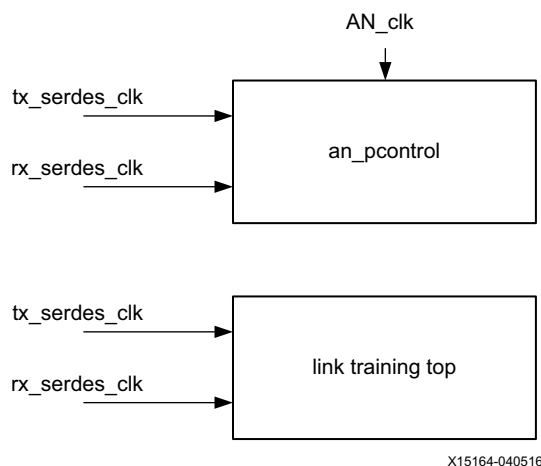 AN_clk
tx_serdes_clk
an_pcontrol
rx_serdes_clk
tx_serdes_clk
link training top
rx_serdes_clk
X15164-040516